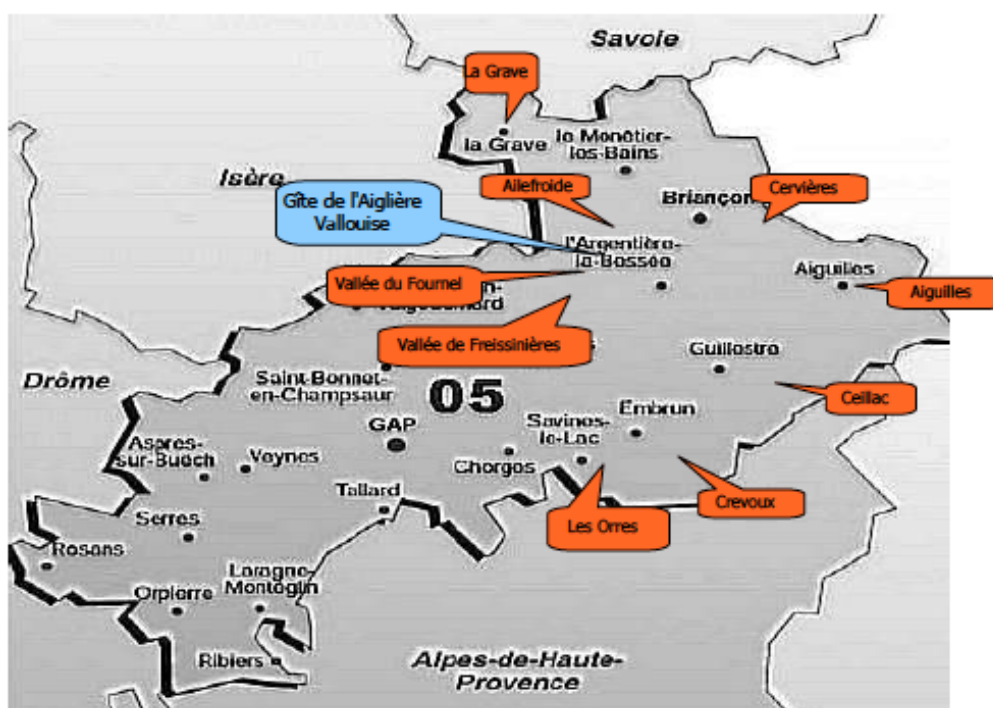 Savoie
La Grave
la Grave
le Monêtier-
les-Bains
Isère
Ailefroide
Cervières
Briançon
Gîte de l'Aiglière
Vallouise
l'Argentière-
la-Bessée
Aiguilles
Aiguilles
Vallée du Fournel
Vallée de Freissinières
Guillestre
Drôme
Saint-Bonnet-
en-Champsaur
05
Ceillac
Embrun
Savines-
le-Lac
GAP
Aspres-
sur-Buëch
Veynes
Chorges
Tallard
Crevoux
Les Orres
Serres
Rosans
Laragne-
Montéglin
Orpierre
Ribiers
Alpes-de-Haute-
Provence